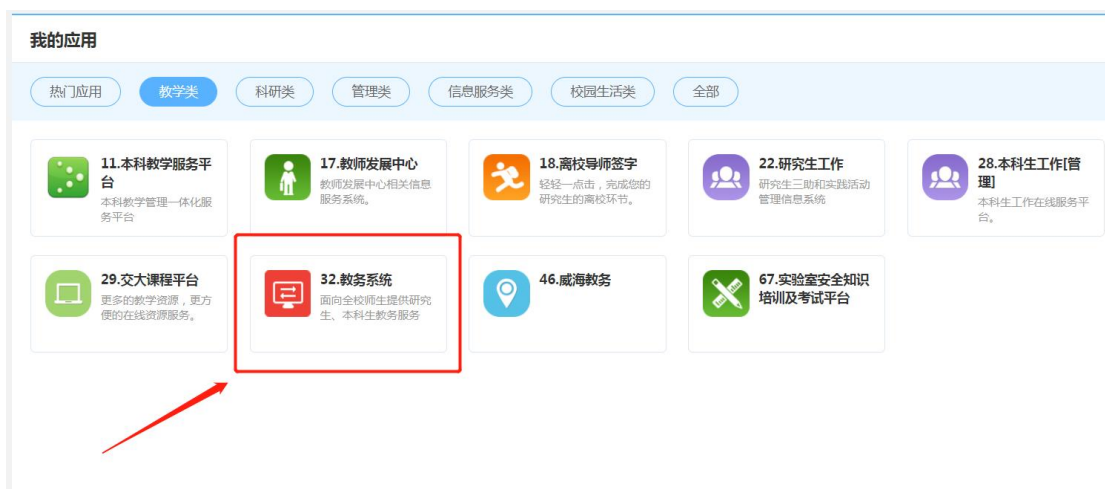 我的应用
热门应用 教学类 科研类 管理类 信息服务类 校园生活类 全部
11.本科教学服务平
台
本科教学管理一体化服
务平台
17.教师发展中心
教师发展中心相关信息
服务系统。
18.离校导师签字
轻轻一点击，完成您的
研究生的离校环节。
22.研究生工作
研究生三助和实践活动
管理信息系统
28.本科生工作[管
理]
本科生工作在线服务平
台。
29.交大课程平台
更多的教学资源，更方
便的在线资源服务。
32.教务系统
面向全校师生提供研究
生、本科生教务服务
46.威海教务
67.实验室安全知识
培训及考试平台